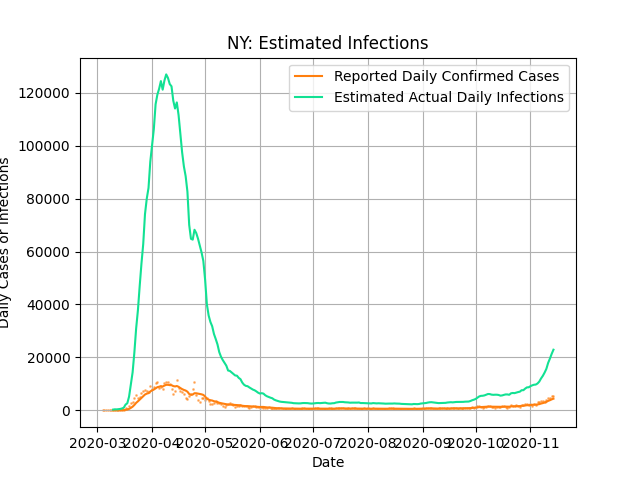 NY: Estimated Infections
Reported Daily Confirmed Cases
Estimated Actual Daily Infections
120000
100000
80000
60000
40000
20000
0
Daily Cases or Infections
2020-03 2020-04 2020-05 2020-06 2020-07 2020-08 2020-09 2020-10 2020-11
Date